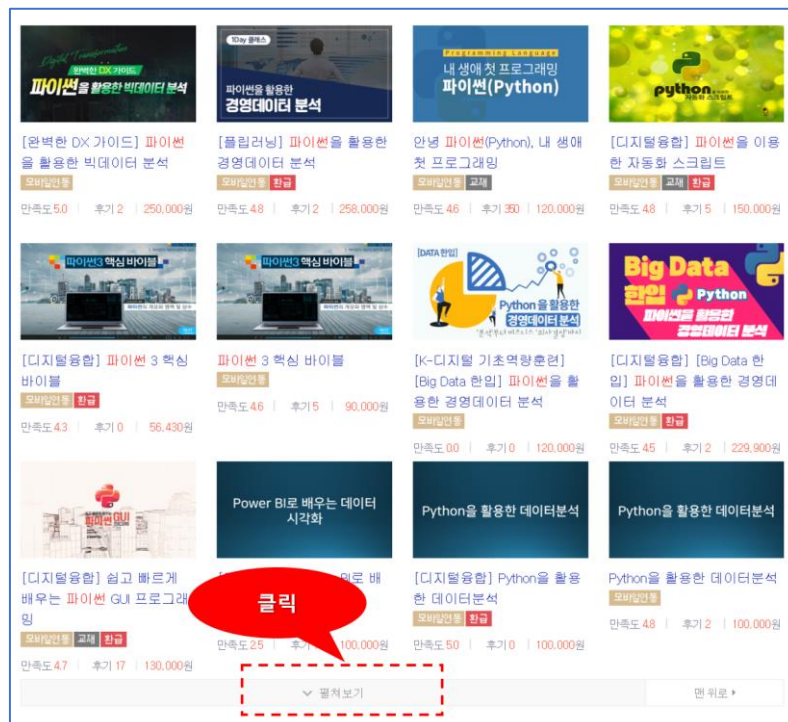 Digital Transformation
완벽한 DX 가이드
파이썬을 활용한 빅데이터 분석
1Day 클래스
파이썬을 활용한
경영데이터 분석
Programming Language
내 생애 첫 프로그래밍
파이썬(Python)
python
자동화 스크립트
[완벽한 DX 가이드] 파이썬
을 활용한 빅데이터 분석
모바일연동
만족도 5.0 후기 2 250,000원
[플립러닝] 파이썬을 활용한
경영데이터 분석
모바일연동 환급
만족도 4.8 후기 2 258,000원
안녕 파이썬(Python), 내 생애
첫 프로그래밍
모바일연동 교재
만족도 4.6 후기 350 120,000원
[디지털융합] 파이썬을 이용
한 자동화 스크립트
모바일연동 교재 환급
만족도 4.8 후기 5 150,000원
파이썬3 핵심 바이블
파이썬3 핵심 바이블
[DATA 한입]
Python을 활용한
경영데이터 분석
Big Data
한입 Python
파이썬을 활용한
경영데이터 분석
[디지털융합] 파이썬 3 핵심
바이블
모바일연동 환급
만족도 4.3 후기 0 56,430원
파이썬 3 핵심 바이블
모바일연동
만족도 4.6 후기 5 90,000원
[K-디지털 기초역량훈련]
[Big Data 한입] 파이썬을 활
용한 경영데이터 분석
모바일연동
만족도 0.0 후기 0 120,000원
[디지털융합] [Big Data 한
입] 파이썬을 활용한 경영데
이터 분석
모바일연동 환급
만족도 4.5 후기 2 229,900원
파이썬 GUI
Power BI로 배우는 데이터
시각화
Python을 활용한 데이터분석
Python을 활용한 데이터분석
[디지털융합] 쉽고 빠르게
배우는 파이썬 GUI 프로그래
밍
모바일연동 교재 환급
만족도 4.7 후기 17 130,000원
BI로 배
만족도 2.5 후기 100,000원
[디지털융합] Python을 활용
한 데이터분석
모바일연동 환급
만족도 5.0 후기 0 100,000원
Python을 활용한 데이터분석
모바일연동
만족도 4.8 후기 2 100,000원
클릭
펼쳐보기
맨 위로